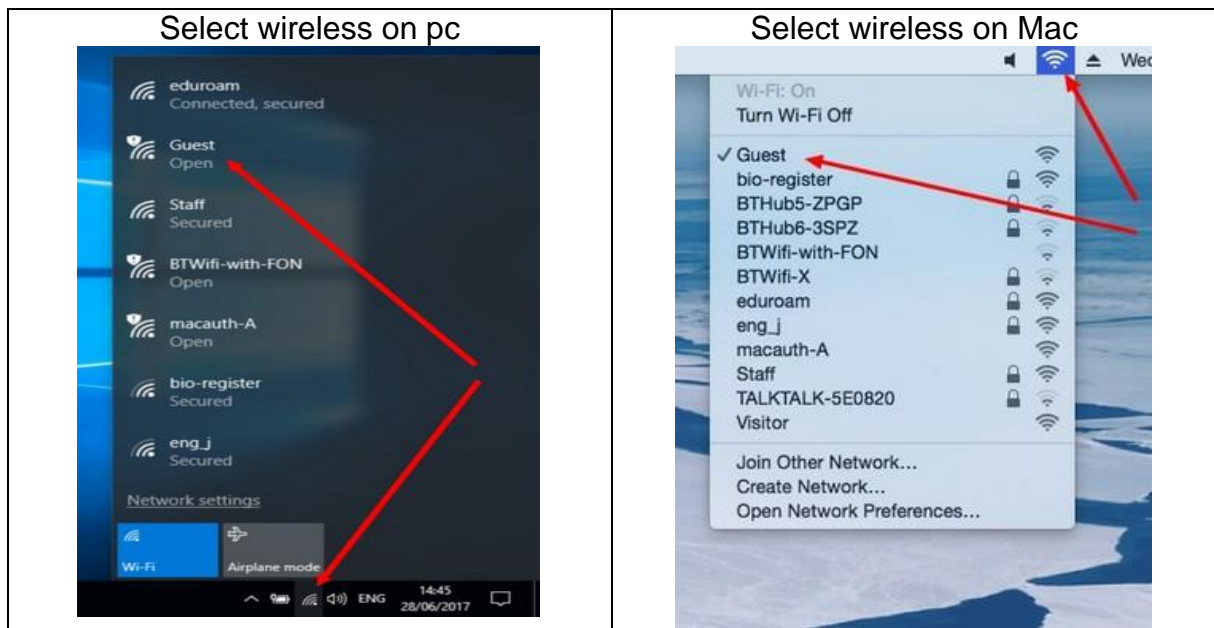 Select wireless on pc
eduroam
Connected, secured
Guest
Open
Staff
Secured
BTWifi-with-FON
Open
macauth-A
Open
bio-register
Secured
eng_j
Secured
Network settings
Wi-Fi
Airplane mode
ENG
14:45
28/06/2017
Select wireless on Mac
Wed
Wi-Fi: On
Turn Wi-Fi Off
✓ Guest
bio-register
BTHub5-ZPGP
BTHub6-3SPZ
BTWifi-with-FON
BTWifi-X
eduroam
eng_j
macauth-A
Staff
TALKTALK-5E0820
Visitor
Join Other Network...
Create Network...
Open Network Preferences...